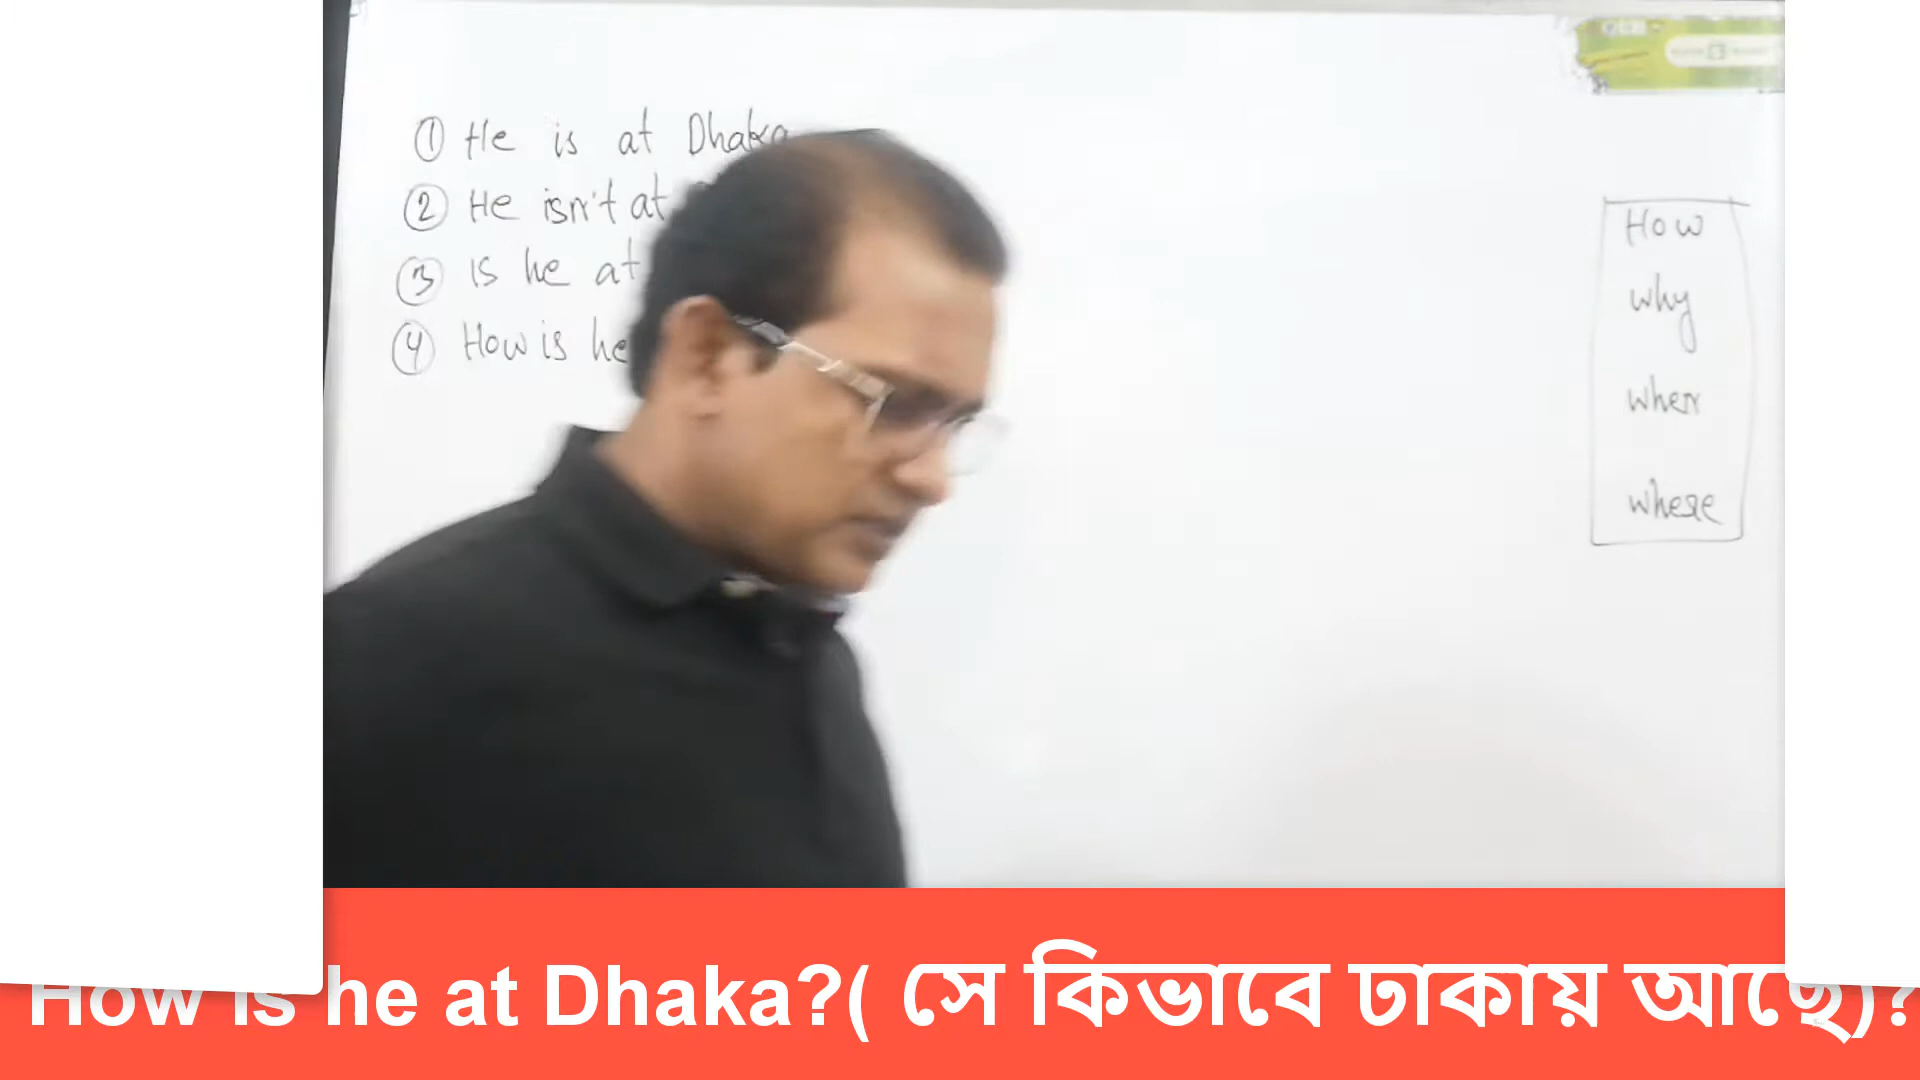 ① He is at Dhaka
② He isn't at
③ Is he at
④ How is he
How
why
when
where
How is he at Dhaka?( সে কিভাবে ঢাকায় আছে)?